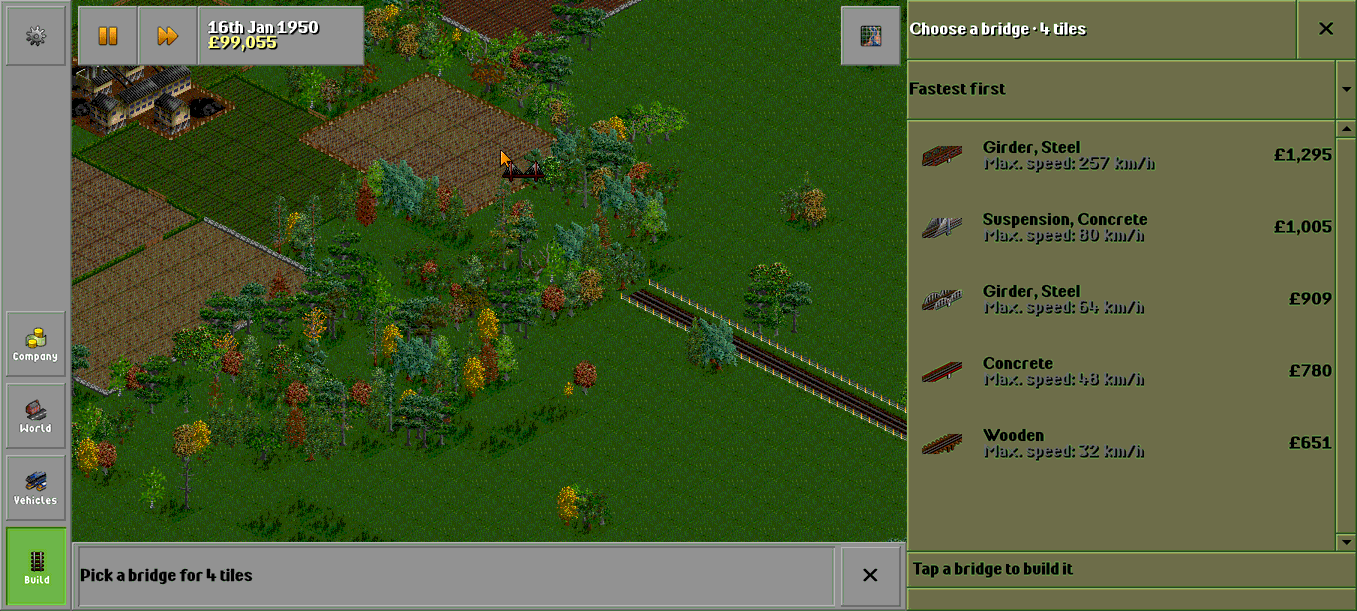 16th Jan 1950
£99,055
Choose a bridge · 4 tiles
Fastest first
Girder, Steel
Max. speed: 257 km/h
£1,295
Suspension, Concrete
Max. speed: 80 km/h
£1,005
Girder, Steel
Max. speed: 64 km/h
£909
Concrete
Max. speed: 48 km/h
£780
Wooden
Max. speed: 32 km/h
£651
Company
World
Vehicles
Build
Pick a bridge for 4 tiles
Tap a bridge to build it